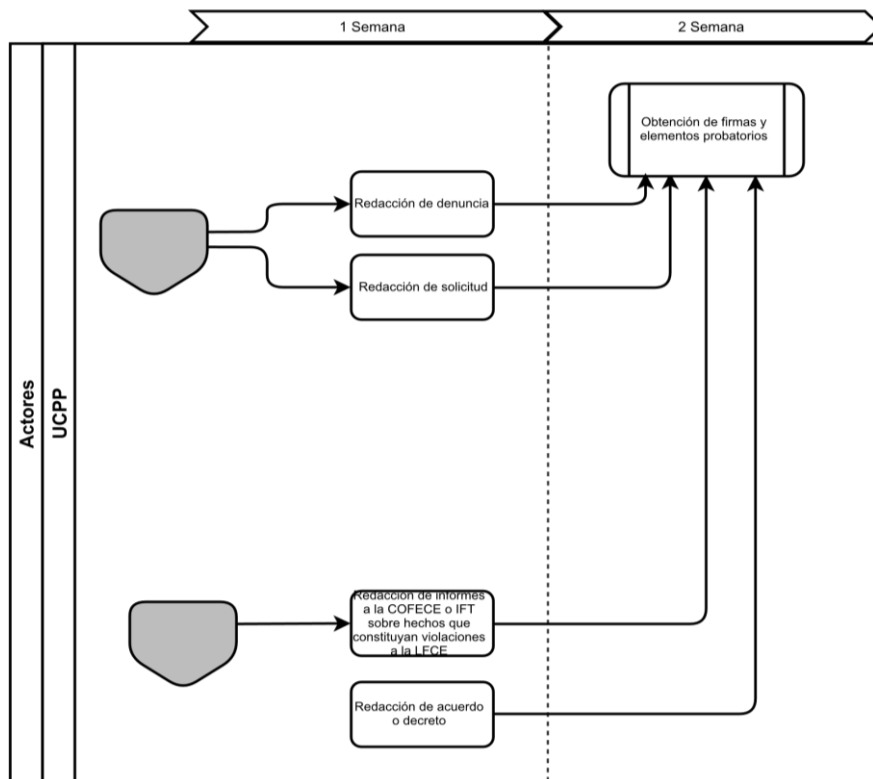 1 Semana
2 Semana
Actores
UCPP
Obtención de firmas y
elementos probatorios
Redacción de denuncia
Redacción de solicitud
Redacción de informes
a la COFECE o IFT
sobre hechos que
constituyan violaciones
a la LFCE
Redacción de acuerdo
o decreto